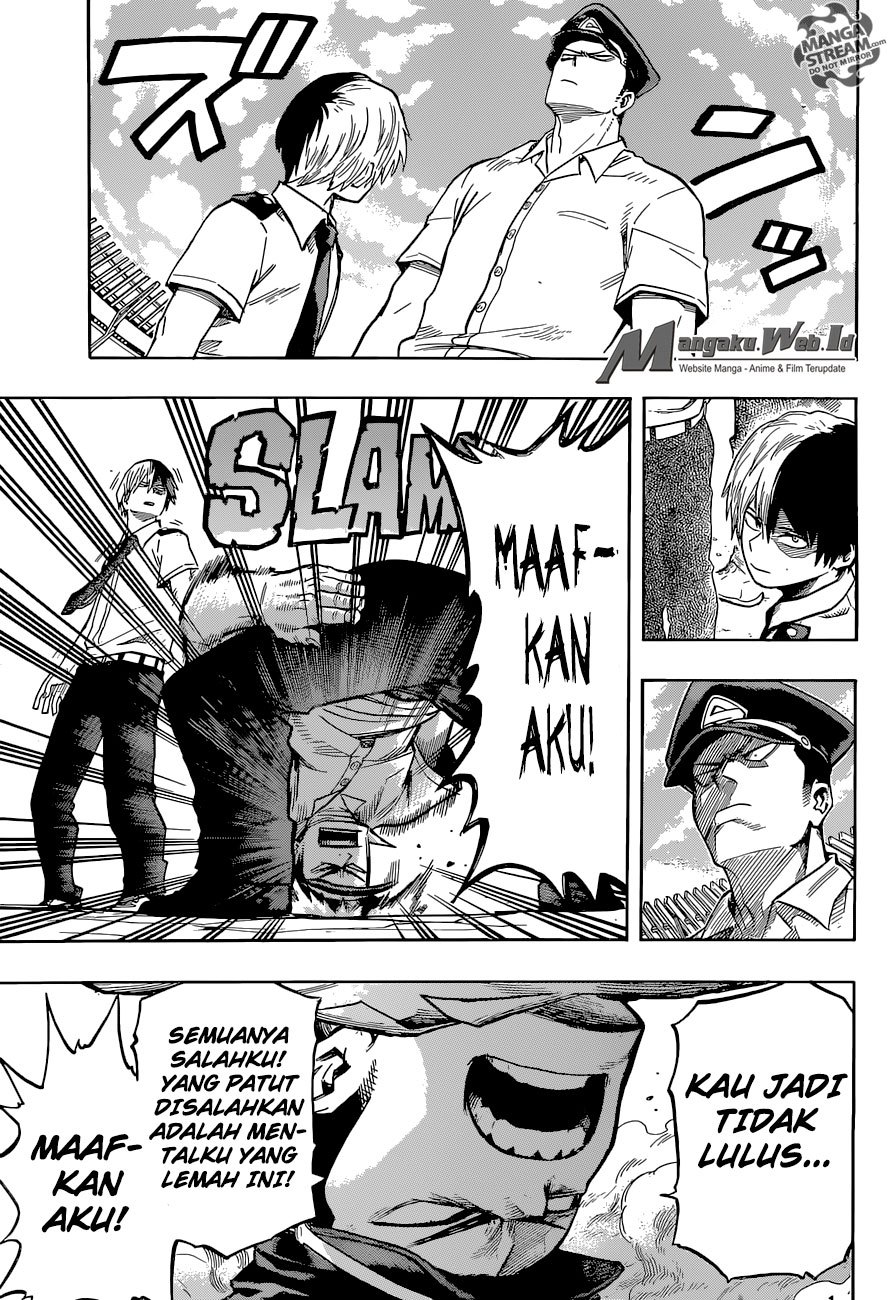 MANGA
STREAM.com
DO NOT MIRROR
ズンッ
Mangaku.Web.Id
Website Manga - Anime & Film Terupdate
SLAM
MAAF-
KAN
AKU!
KAU JADI
TIDAK
LULUS...
SEMUANYA
SALAHKU!
YANG PATUT
DISALAHKAN
ADALAH MEN-
TALKU YANG
LEMAH INI!
MAAF-
KAN
AKU!